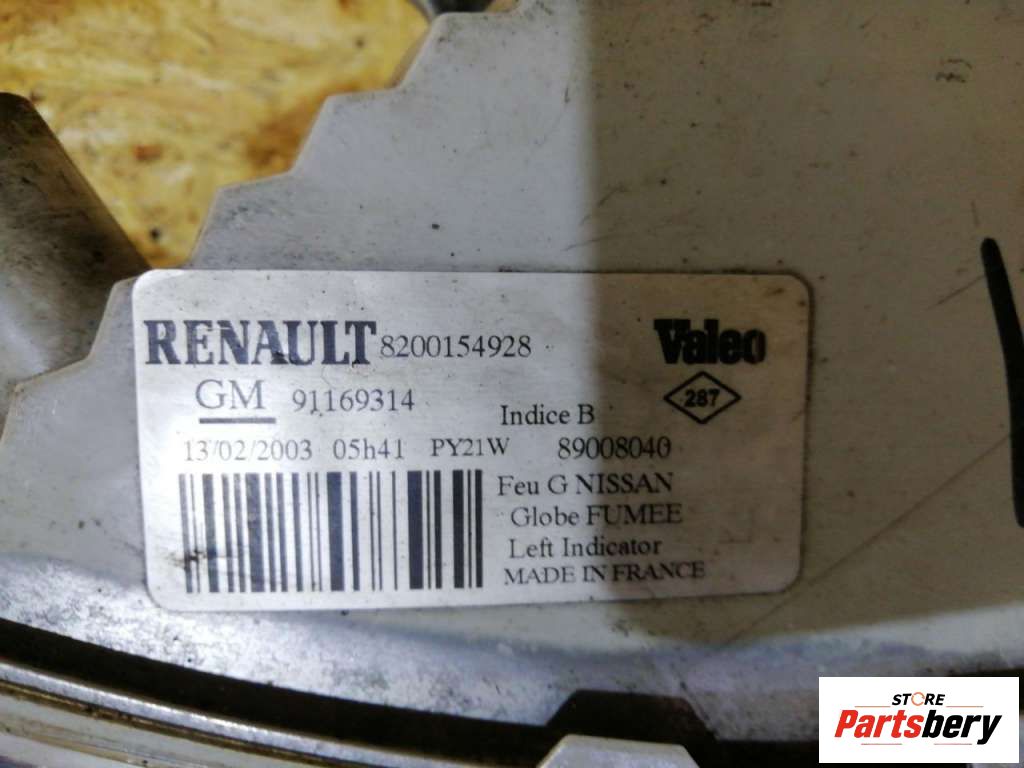 RENAULT 8200154928 Valeo
GM 91169314 287
Indice B
13/02/2003 05h41 PY21W 89008040
Feu G NISSAN
Globe FUMEE
Left Indicator
MADE IN FRANCE
STORE
Partsbery